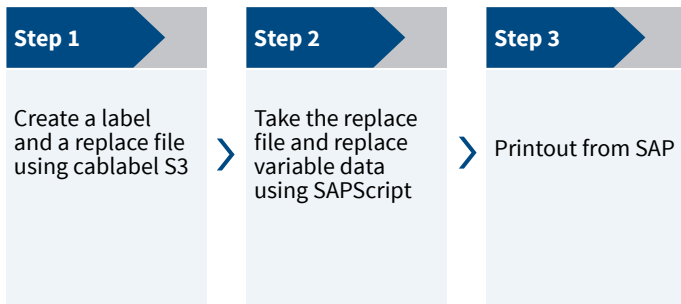 Step 1
Create a label
and a replace file
using cablabel S3
Step 2
Take the replace
file and replace
variable data
using SAPScript
Step 3
Printout from SAP